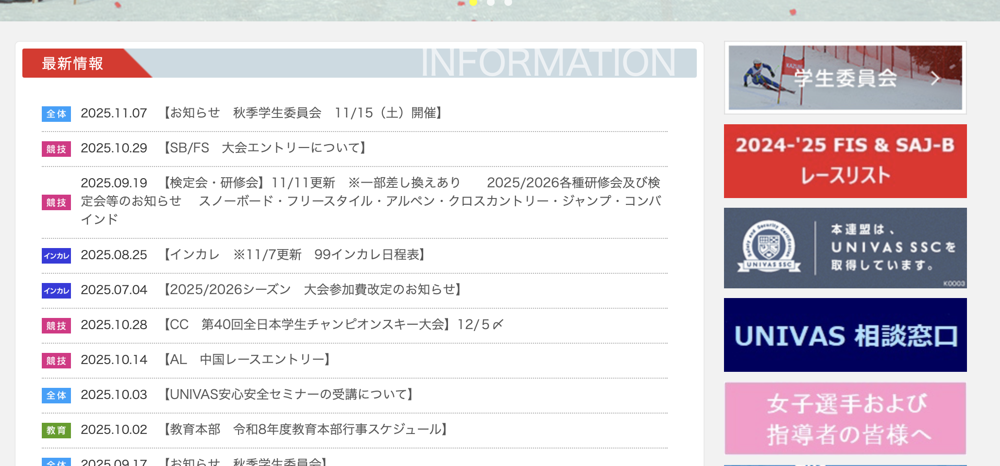 最新情報
INFORMATION
全体 2025.11.07 【お知らせ　秋季学生委員会　11/15（土）開催】
競技 2025.10.29 【SB/FS　大会エントリーについて】
2025.09.19 【検定会・研修会】11/11更新　※一部差し換えあり　　2025/2026各種研修会及び検
競技 定会等のお知らせ　スノーボード・フリースタイル・アルペン・クロスカントリー・ジャンプ・コンバ
インド
インカレ 2025.08.25 【インカレ　※11/7更新　99インカレ日程表】
インカレ 2025.07.04 【2025/2026シーズン　大会参加費改定のお知らせ】
競技 2025.10.28 【CC　第40回全日本学生チャンピオンスキー大会】12/５〆
競技 2025.10.14 【AL　中国レースエントリー】
全体 2025.10.03 【UNIVAS安心安全セミナーの受講について】
教育 2025.10.02 【教育本部　令和8年度教育本部行事スケジュール】
全体 2025.09.17 【お知らせ　秋季学生委員会】
KAZUNO
学生委員会
2024-'25 FIS & SAJ-B
レースリスト
Safety and Security Certification
UNIVAS SSC
本連盟は、
UNIVAS SSCを
取得しています。
K0003
UNIVAS 相談窓口
女子選手および
指導者の皆様へ